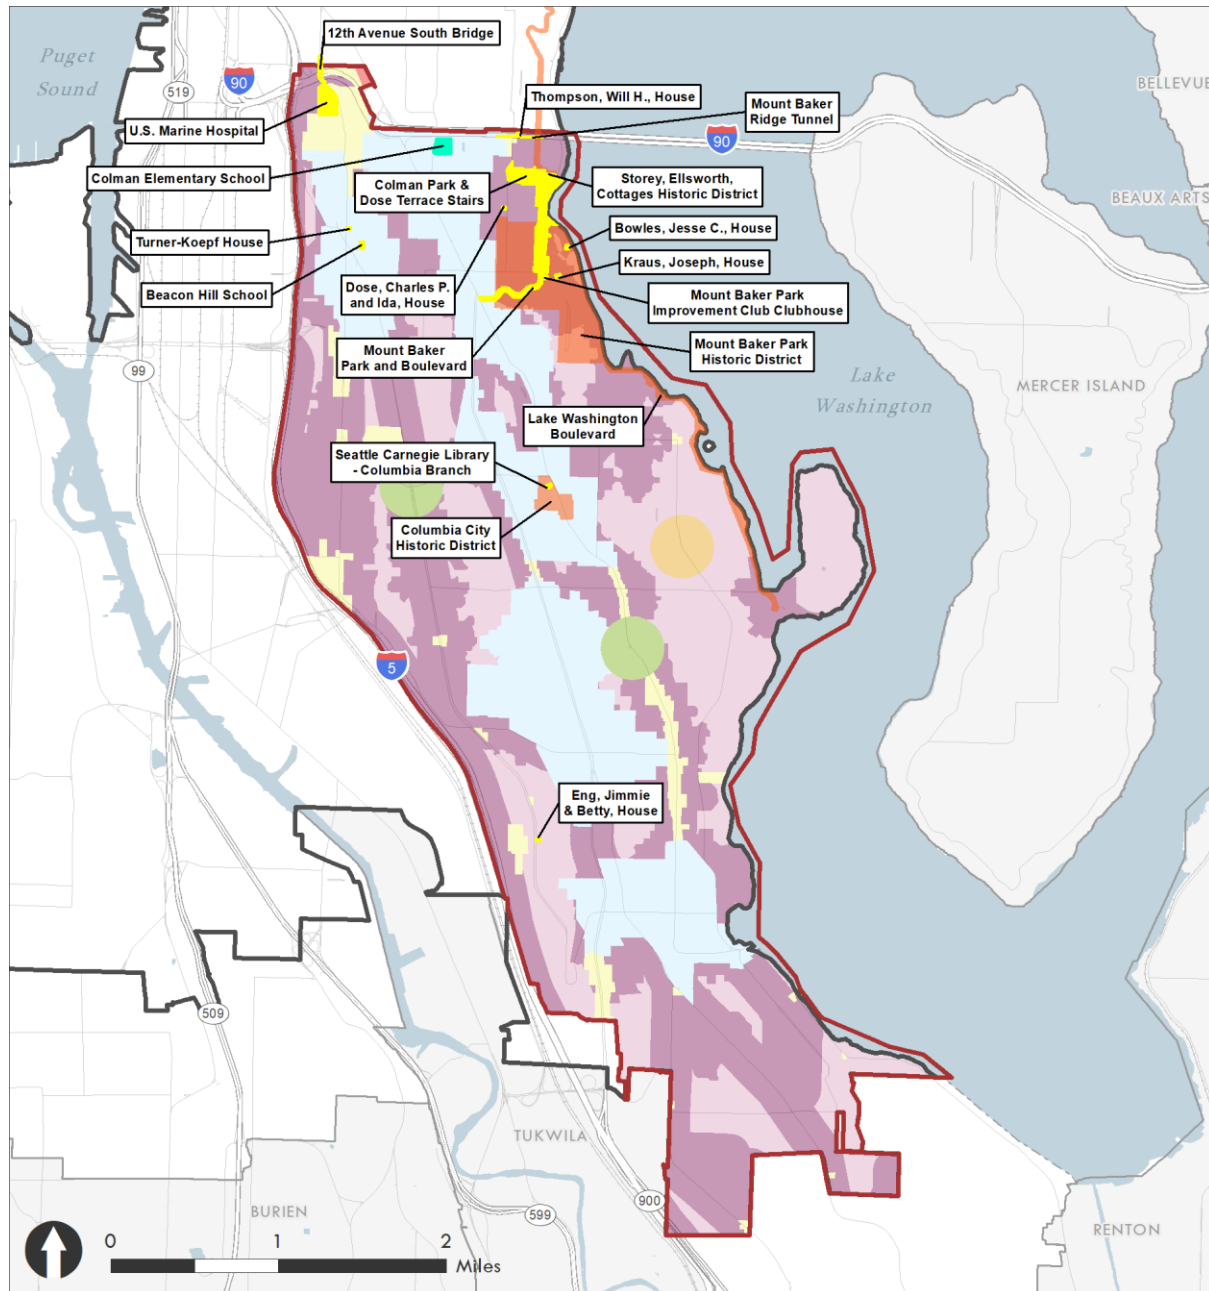 12th Avenue South Bridge
Puget
Sound
90
519
BELLEVUE
Thompson, Will H., House
Mount Baker
Ridge Tunnel
U.S. Marine Hospital
90
Colman Elementary School
Colman Park &
Dose Terrace Stairs
Storey, Ellsworth,
Cottages Historic District
BEAUX ARTS
Turner-Koepf House
Bowles, Jesse C., House
Kraus, Joseph, House
Beacon Hill School
Dose, Charles P.
and Ida, House
Mount Baker Park
Improvement Club Clubhouse
Mount Baker
Park and Boulevard
Mount Baker Park
Historic District
99
Lake
Washington
MERCER ISLAND
Lake Washington
Boulevard
Seattle Carnegie Library
- Columbia Branch
Columbia City
Historic District
5
Eng, Jimmie
& Betty, House
509
TUKWILA
900
BURIEN
599
RENTON
0 1 2
Miles